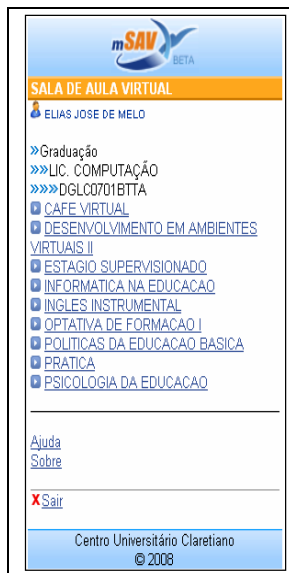 mSAV
BETA
SALA DE AULA VIRTUAL
ELIAS JOSE DE MELO
»Graduação
»»LIC. COMPUTAÇÃO
»»»DGLC0701BTTA
CAFE VIRTUAL
DESENVOLVIMENTO EM AMBIENTES
VIRTUAIS II
ESTAGIO SUPERVISIONADO
INFORMATICA NA EDUCACAO
INGLES INSTRUMENTAL
OPTATIVA DE FORMACAO I
POLITICAS DA EDUCACAO BASICA
PRATICA
PSICOLOGIA DA EDUCACAO
Ajuda
Sobre
X Sair
Centro Universitário Claretiano
© 2008